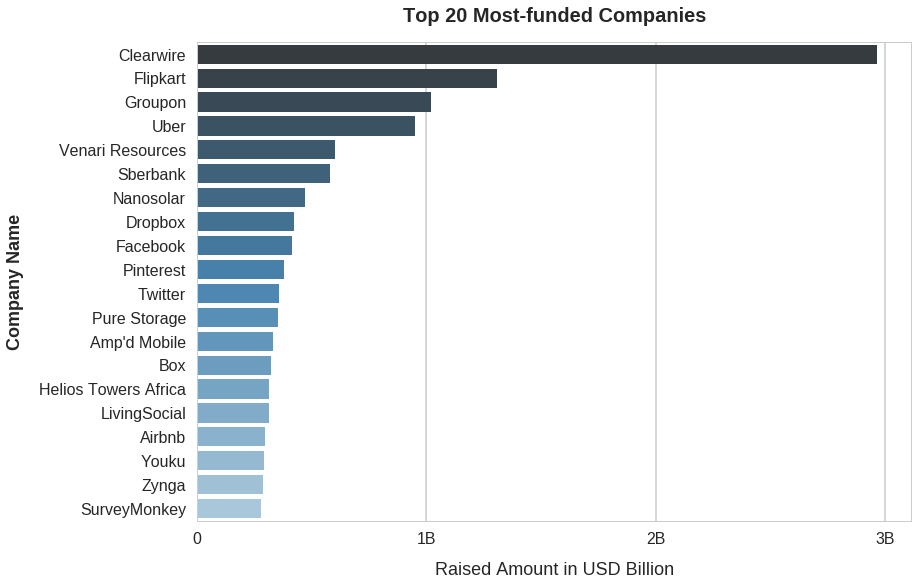 Top 20 Most-funded Companies
Company Name
Clearwire
Flipkart
Groupon
Uber
Venari Resources
Sberbank
Nanosolar
Dropbox
Facebook
Pinterest
Twitter
Pure Storage
Amp'd Mobile
Box
Helios Towers Africa
LivingSocial
Airbnb
Youku
Zynga
SurveyMonkey
0 1B 2B 3B
Raised Amount in USD Billion